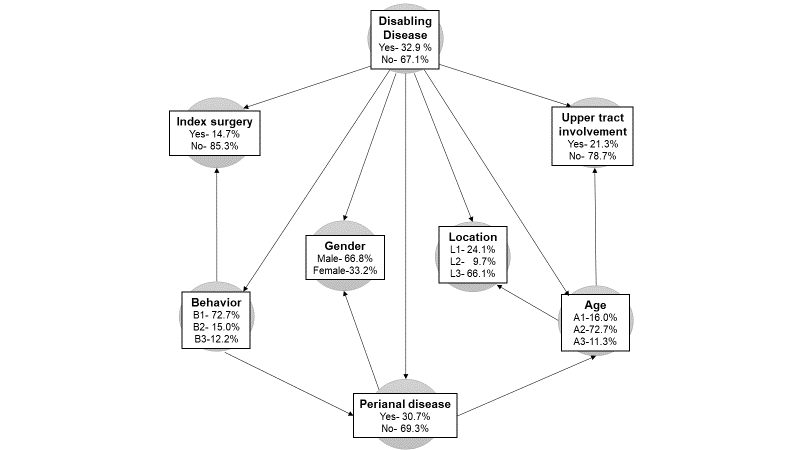 Disabling
Disease
Yes- 32.9 %
No- 67.1%
Index surgery
Yes- 14.7%
No- 85.3%
Upper tract
involvement
Yes- 21.3%
No- 78.7%
Gender
Male- 66.8%
Female-33.2%
Location
L1- 24.1%
L2- 9.7%
L3- 66.1%
Behavior
B1- 72.7%
B2- 15.0%
B3-12.2%
Age
A1-16.0%
A2-72.7%
A3-11.3%
Perianal disease
Yes- 30.7%
No- 69.3%